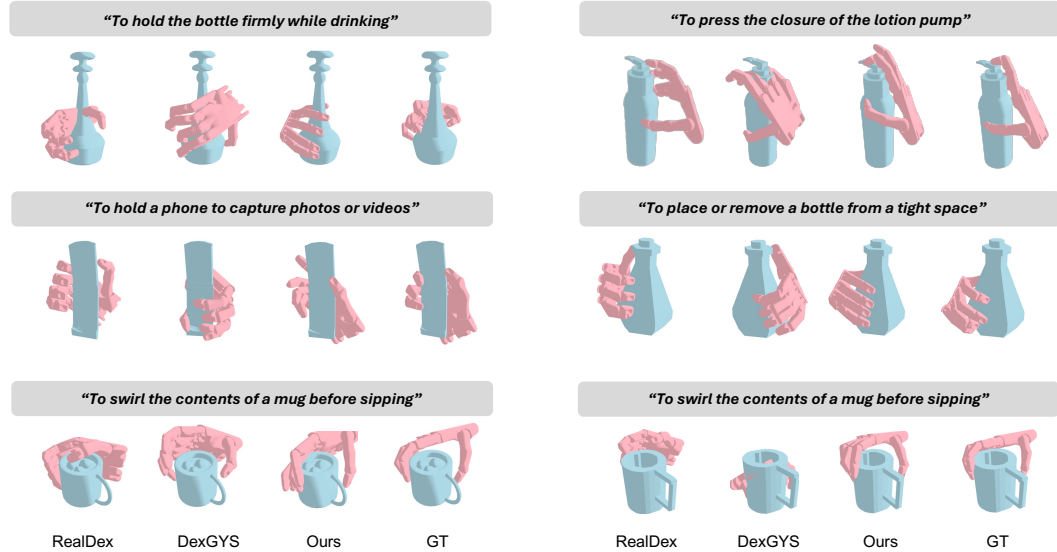 “To hold the bottle firmly while drinking”
“To press the closure of the lotion pump”
“To hold a phone to capture photos or videos”
“To place or remove a bottle from a tight space”
“To swirl the contents of a mug before sipping”
“To swirl the contents of a mug before sipping”
RealDex DexGYS Ours GT
RealDex DexGYS Ours GT